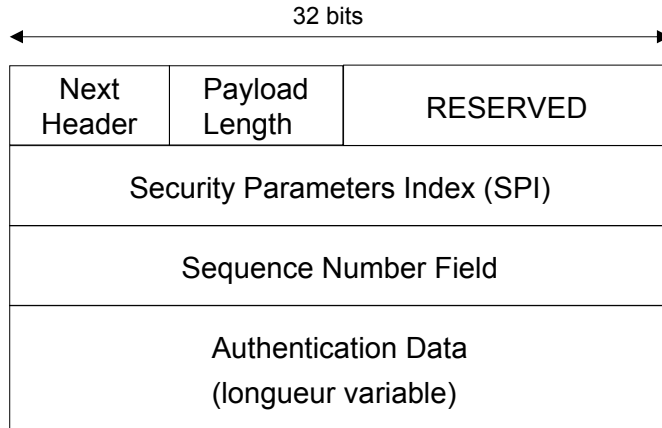 32 bits
Next Header
Payload Length
RESERVED
Security Parameters Index (SPI)
Sequence Number Field
Authentication Data
(longueur variable)